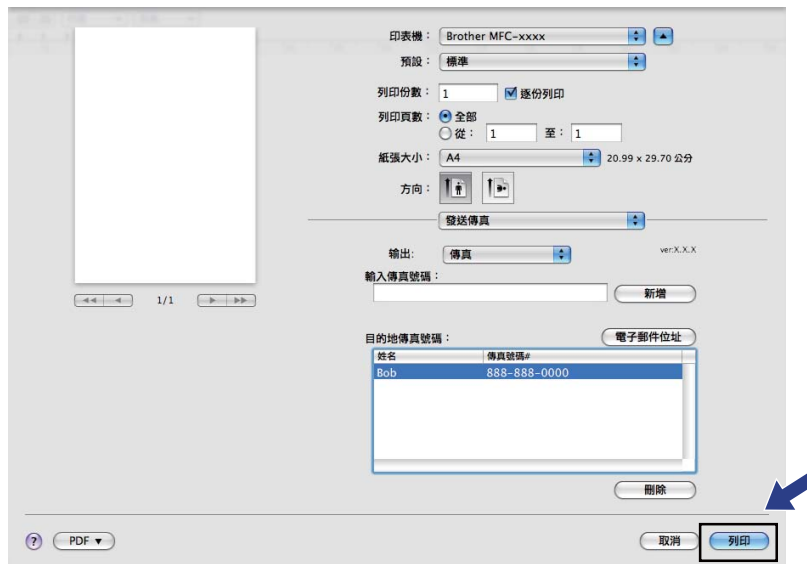 印表機： Brother MFC-xxxx
預設： 標準
列印份數： 1 逐份列印
列印頁數： 全部
從： 1 至： 1
紙張大小： A4 20.99 x 29.70 公分
方向：
發送傳真
輸出: 傳真 ver:X.X.X
輸入傳真號碼：
1/1 新增
目的地傳真號碼： 電子郵件位址
姓名 傳真號碼#
Bob 888-888-0000
刪除
? PDF ▼ 取消 列印